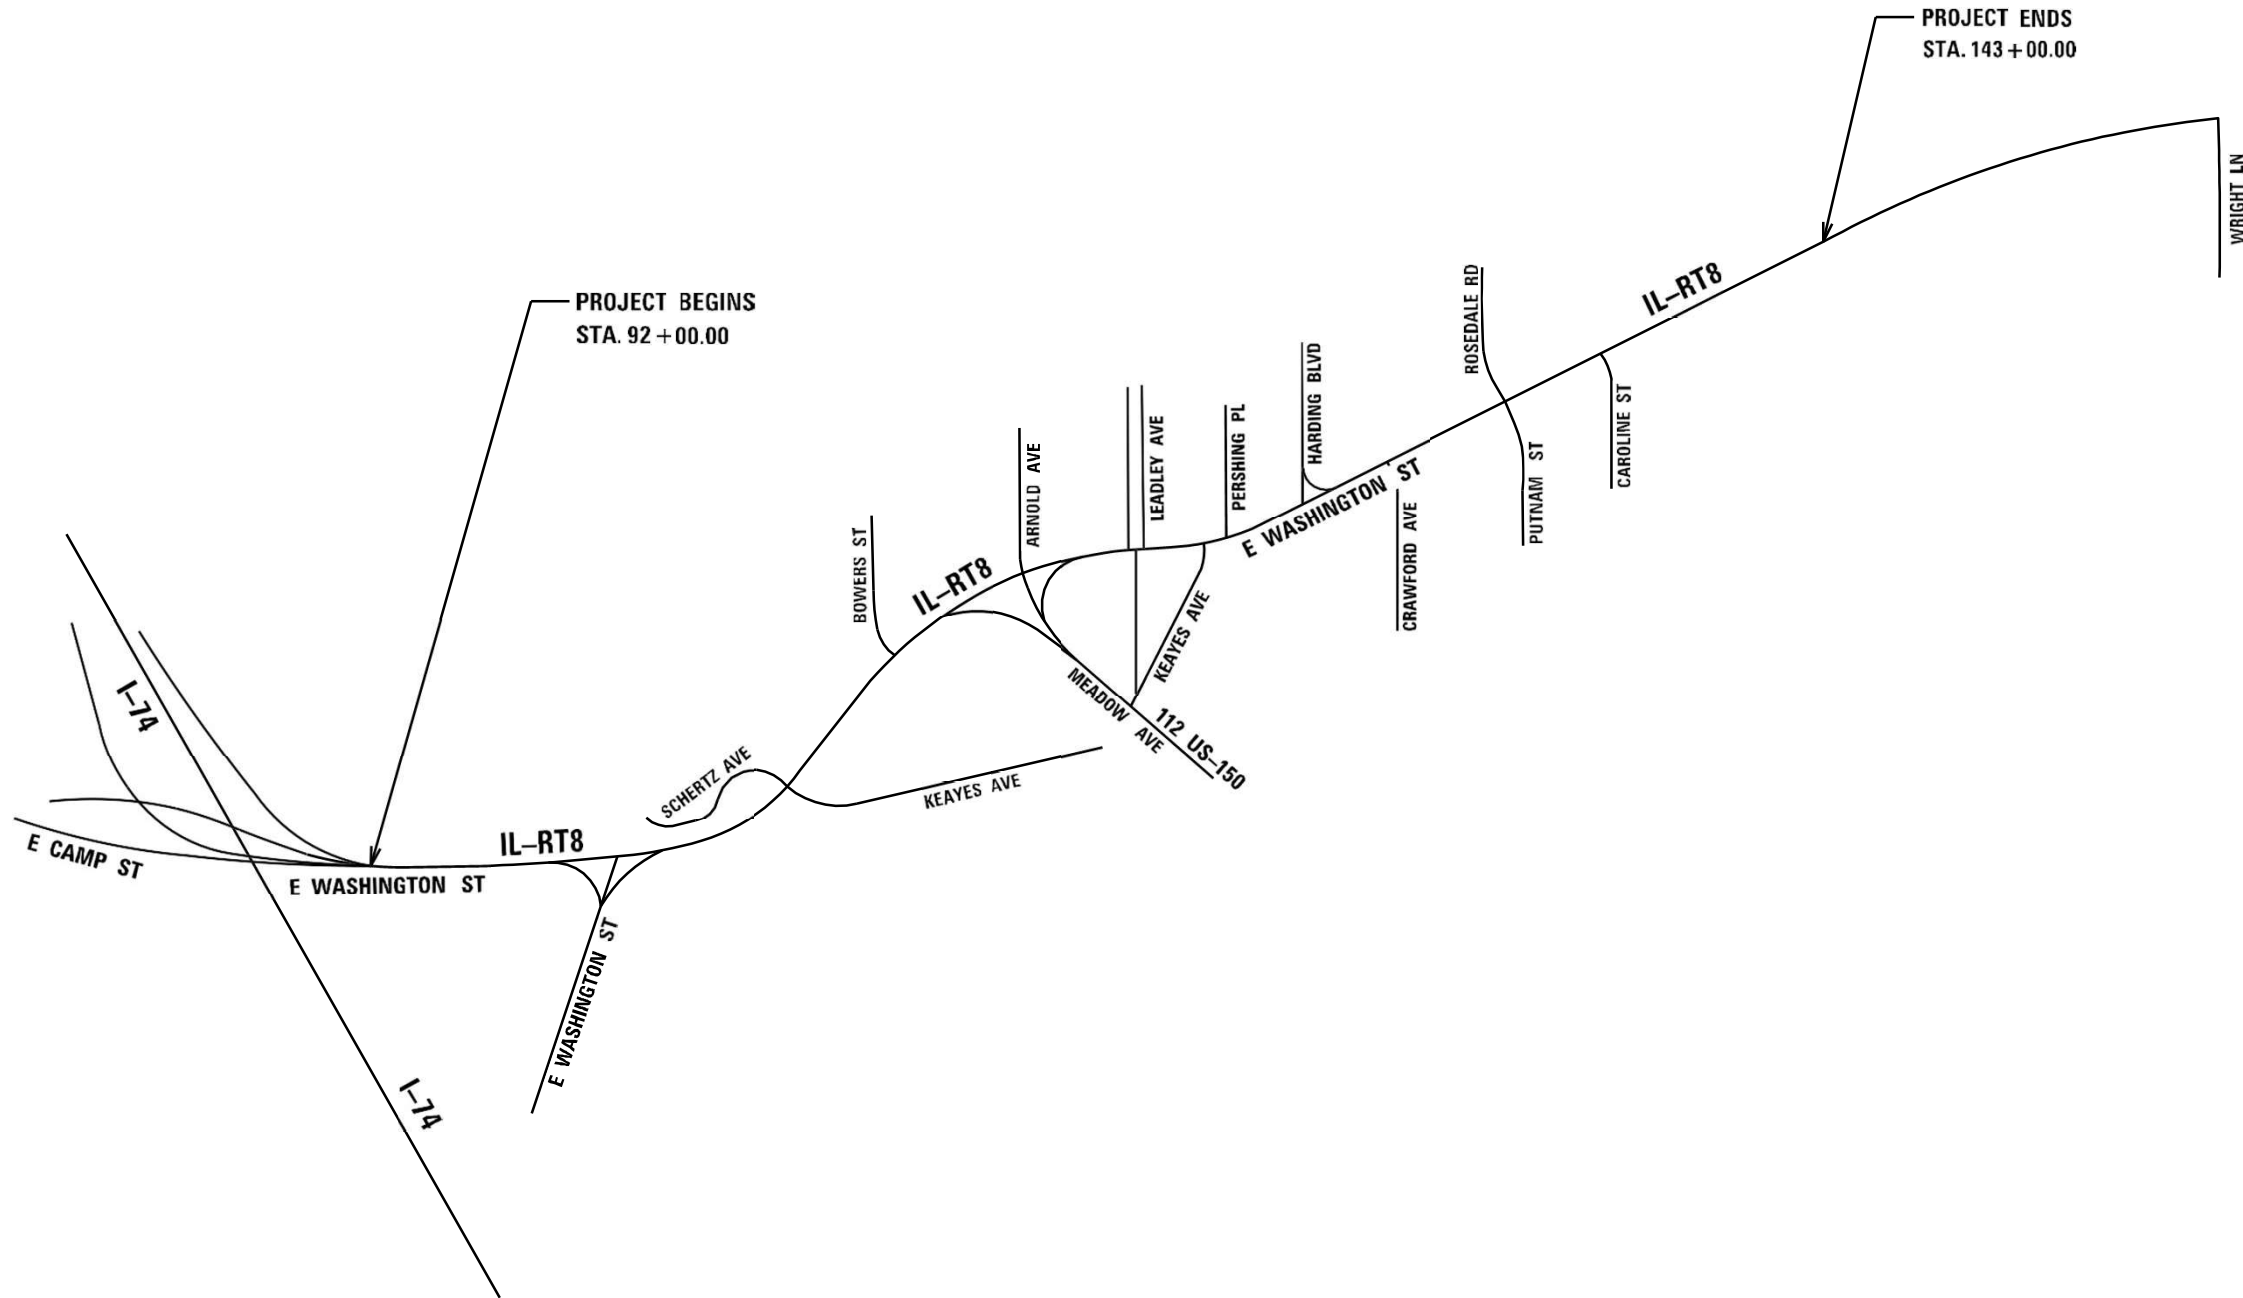 PROJECT ENDS
STA. 143+00.00
WRIGHT LN
IL-RT8
ROSEDALE RD
PROJECT BEGINS
STA. 92+00.00
HARDING BLVD
CAROLINE ST
PERSHING PL
LEADLEY AVE
ARNOLD AVE
PUTNAM ST
E WASHINGTON ST
CRAWFORD AVE
BOWERS ST
IL-RT8
KEAYES AVE
MEADOW AVE
112 US-150
I-74
SCHERTZ AVE
KEAYES AVE
IL-RT8
E CAMP ST
E WASHINGTON ST
E WASHINGTON ST
I-74